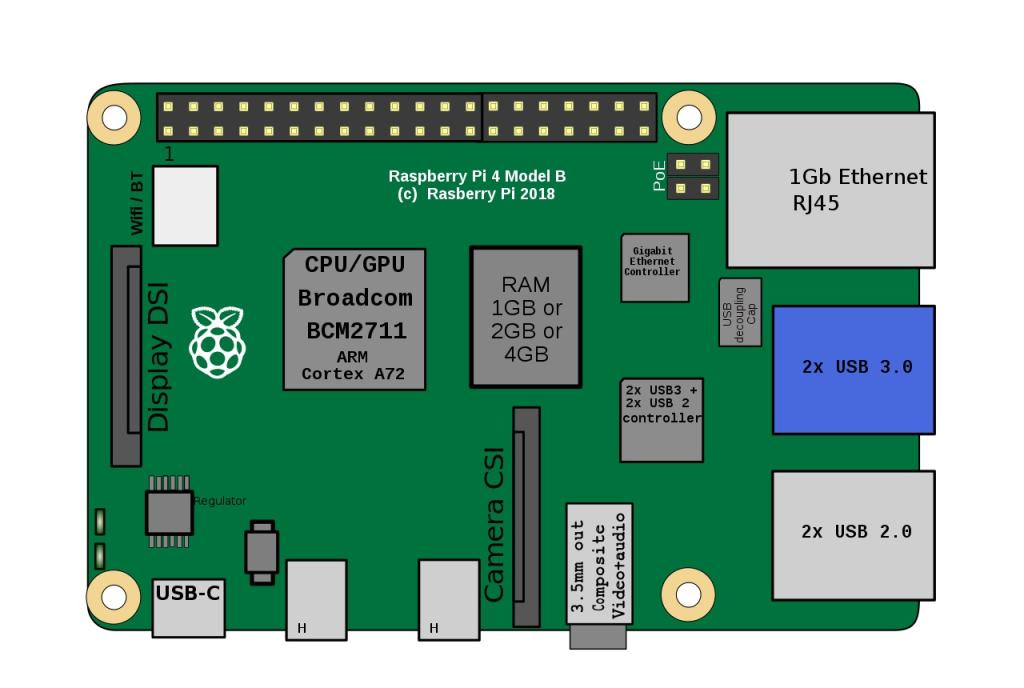 1
Raspberry Pi 4 Model B
(c) Rasberry Pi 2018
PoE
1Gb Ethernet
RJ45
Wifi / BT
Display DSI
CPU/GPU
Broadcom
BCM2711
ARM
Cortex A72
RAM
1GB or
2GB or
4GB
Gigabit
Ethernet
Controller
USB
decoupling
Cap
2x USB 3.0
2x USB3 +
2x USB 2
controller
Camera CSI
Regulator
3.5mm out
Composite
Video+audio
2x USB 2.0
USB-C
H
H